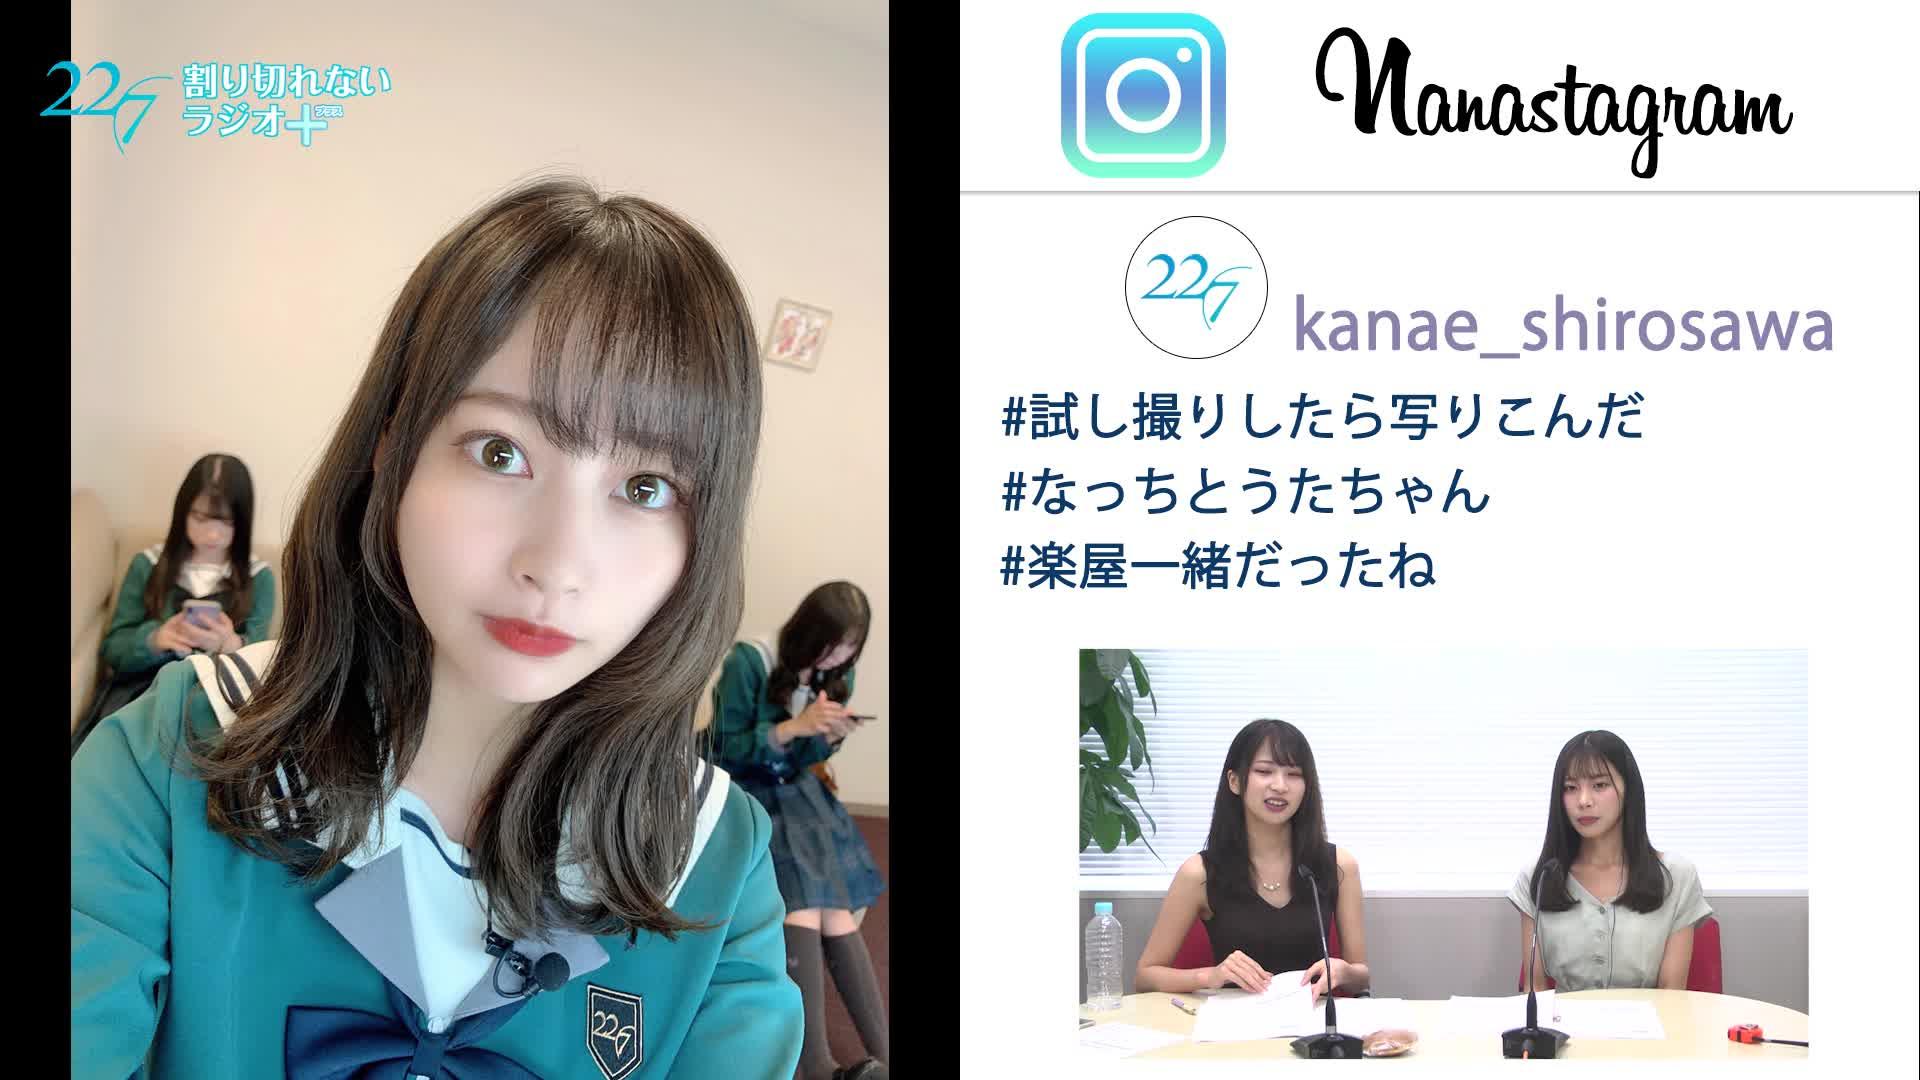 22/7
割り切れない
ラジオ+プラス
Nanastagram
22/7
kanae_shirosawa
#試し撮りしたら写りこんだ
#なっちとうたちゃん
#楽屋一緒だったね
22/7